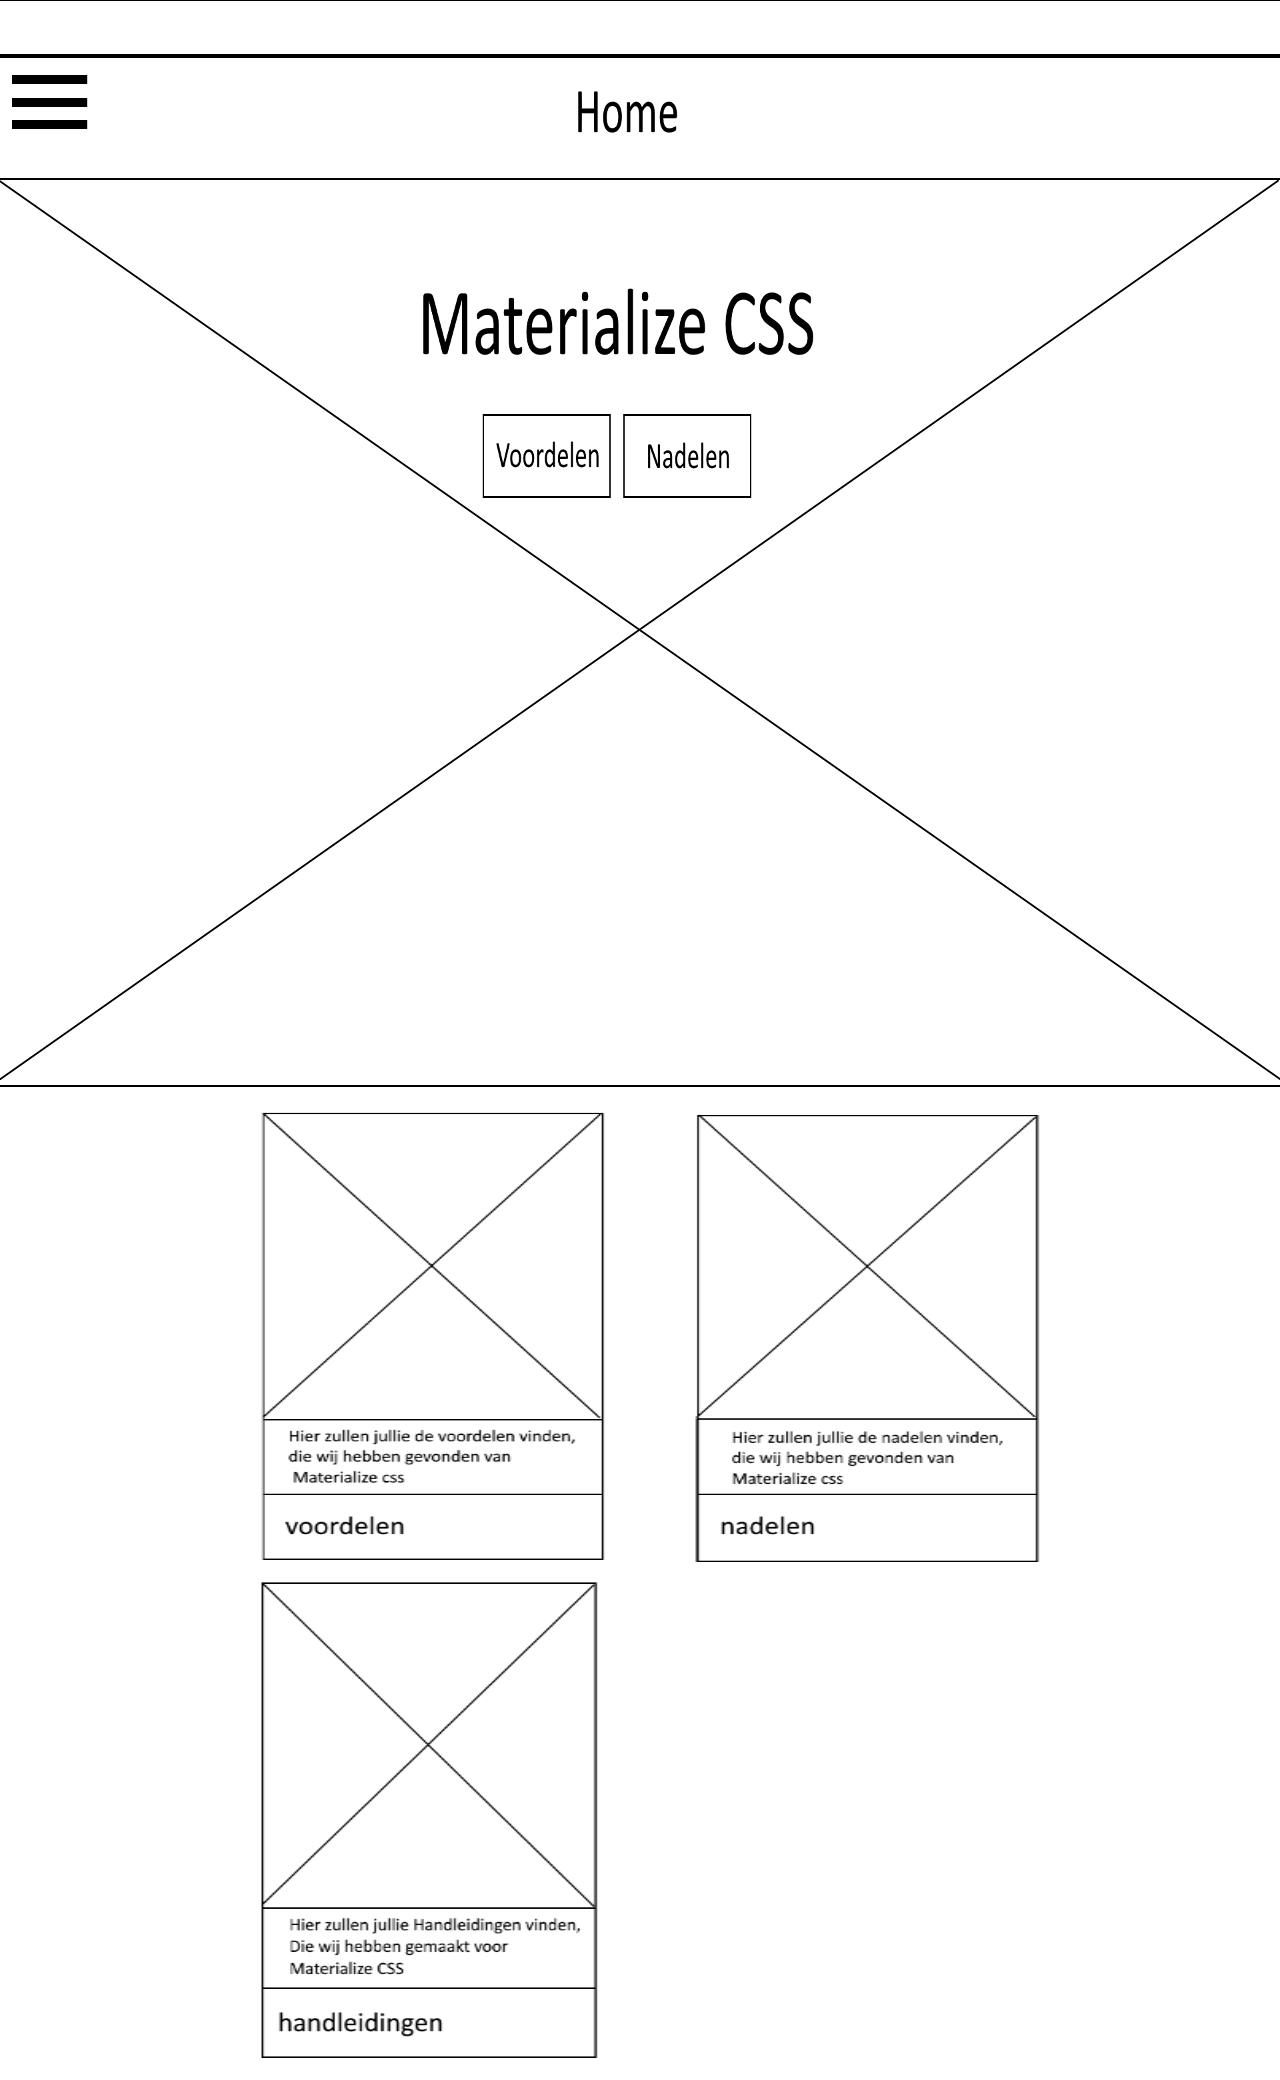 Home
Materialize CSS
Voordelen
Nadelen
Hier zullen jullie de voordelen vinden,
die wij hebben gevonden van
Materialize css
voordelen
Hier zullen jullie de nadelen vinden,
die wij hebben gevonden van
Materialize css
nadelen
Hier zullen jullie Handleidingen vinden,
Die wij hebben gemaakt voor
Materialize CSS
handleidingen